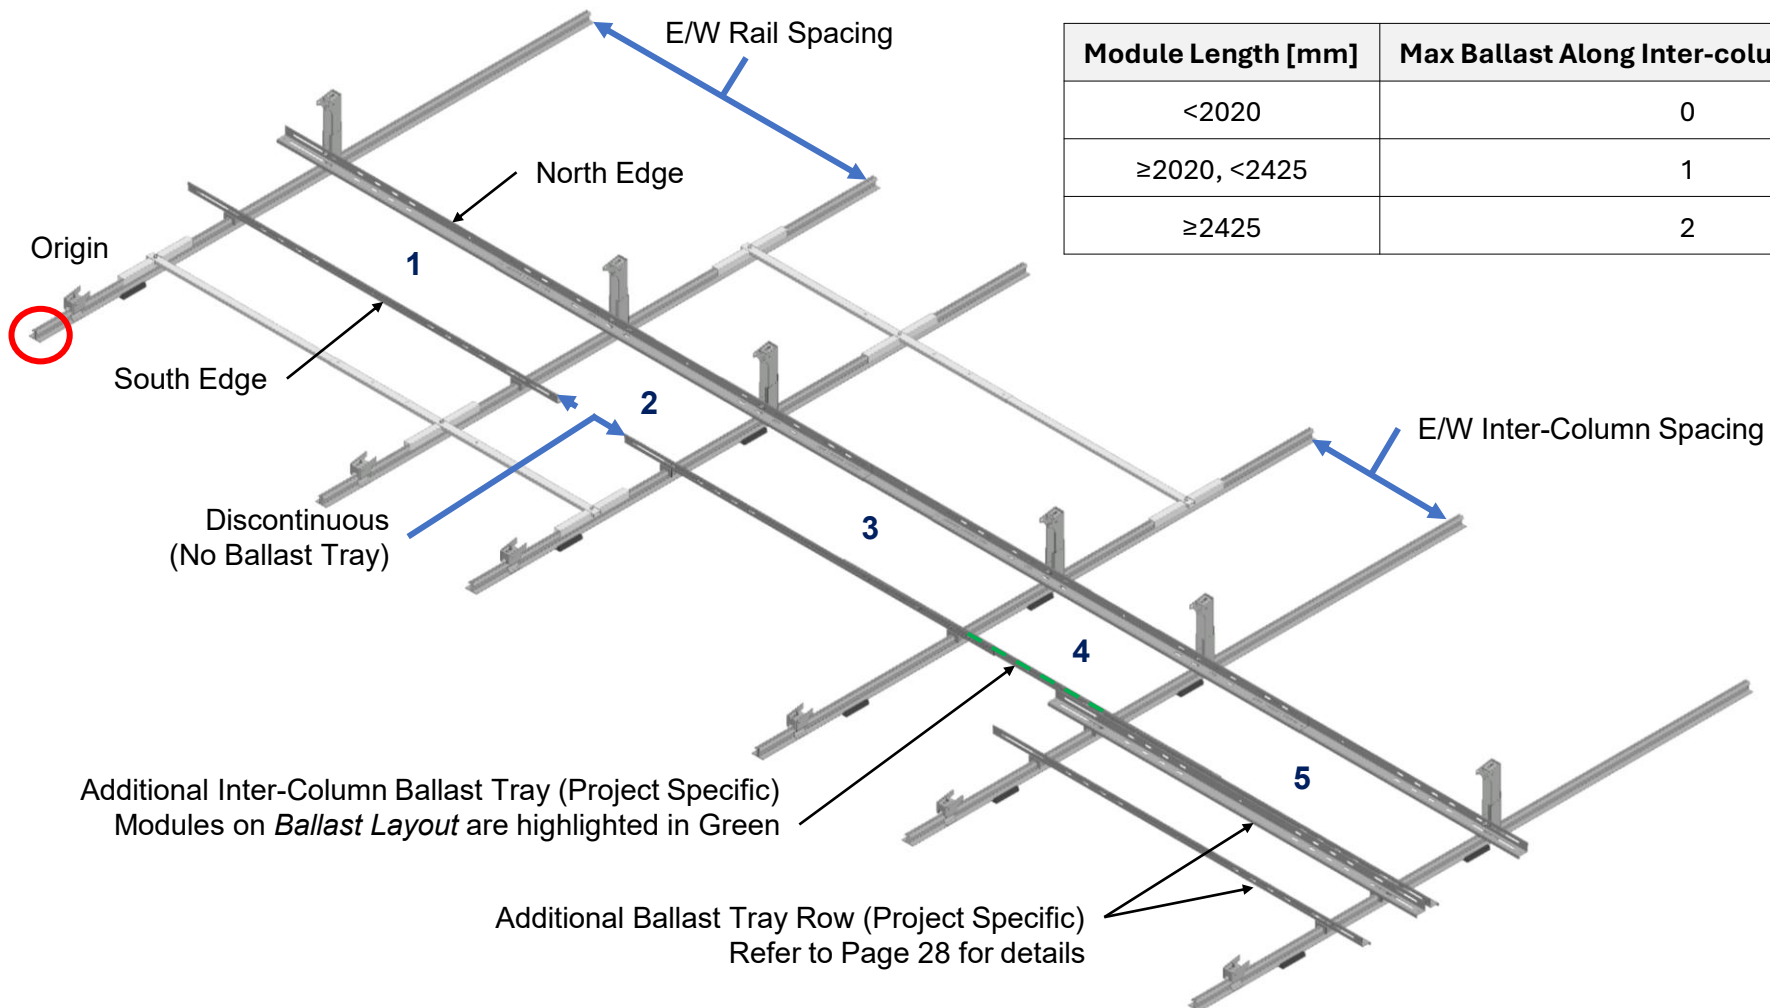 E/W Rail Spacing
Module Length [mm] Max Ballast Along Inter-colu
<2020 0
≥2020, <2425 1
≥2425 2
North Edge
Origin
1
South Edge
2
E/W Inter-Column Spacing
Discontinuous
(No Ballast Tray)
3
4
Additional Inter-Column Ballast Tray (Project Specific)
Modules on Ballast Layout are highlighted in Green
5
Additional Ballast Tray Row (Project Specific)
Refer to Page 28 for details